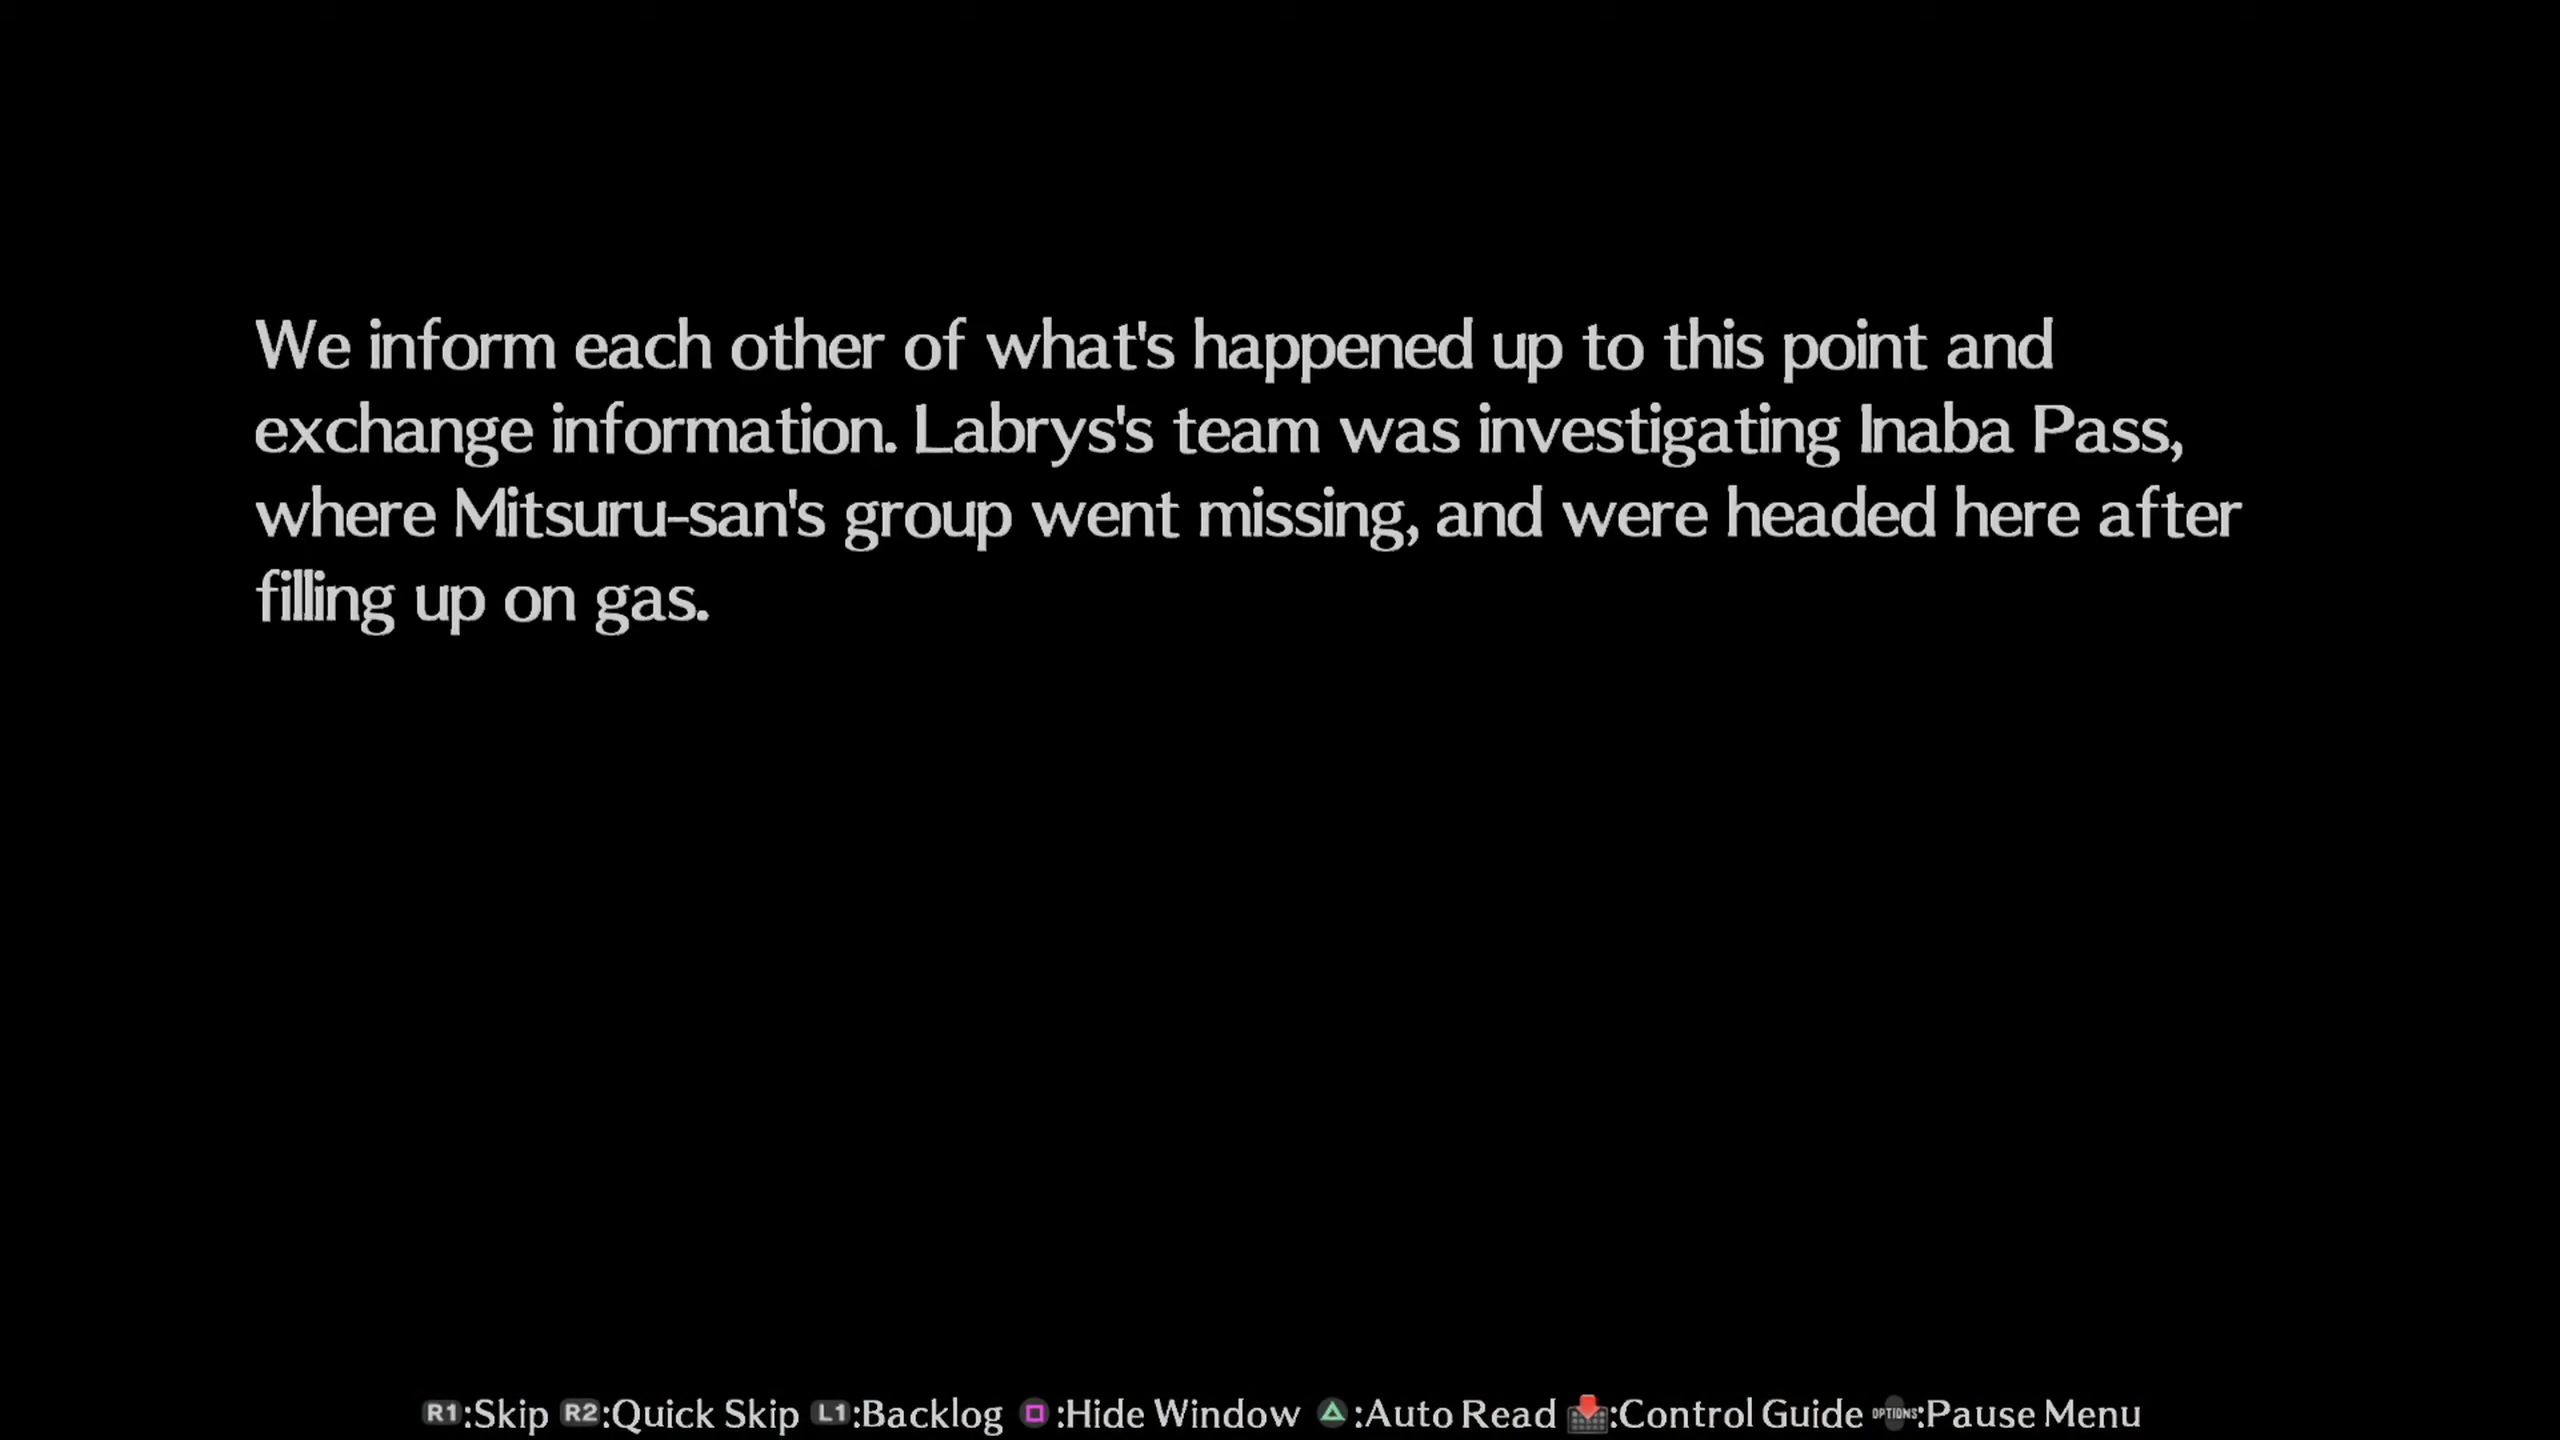 We inform each other of what's happened up to this point and
exchange information. Labrys's team was investigating Inaba Pass,
where Mitsuru-san's group went missing, and were headed here after
filling up on gas.
R1:Skip R2:Quick Skip L1:Backlog :Hide Window :Auto Read :Control Guide OPTIONS:Pause Menu